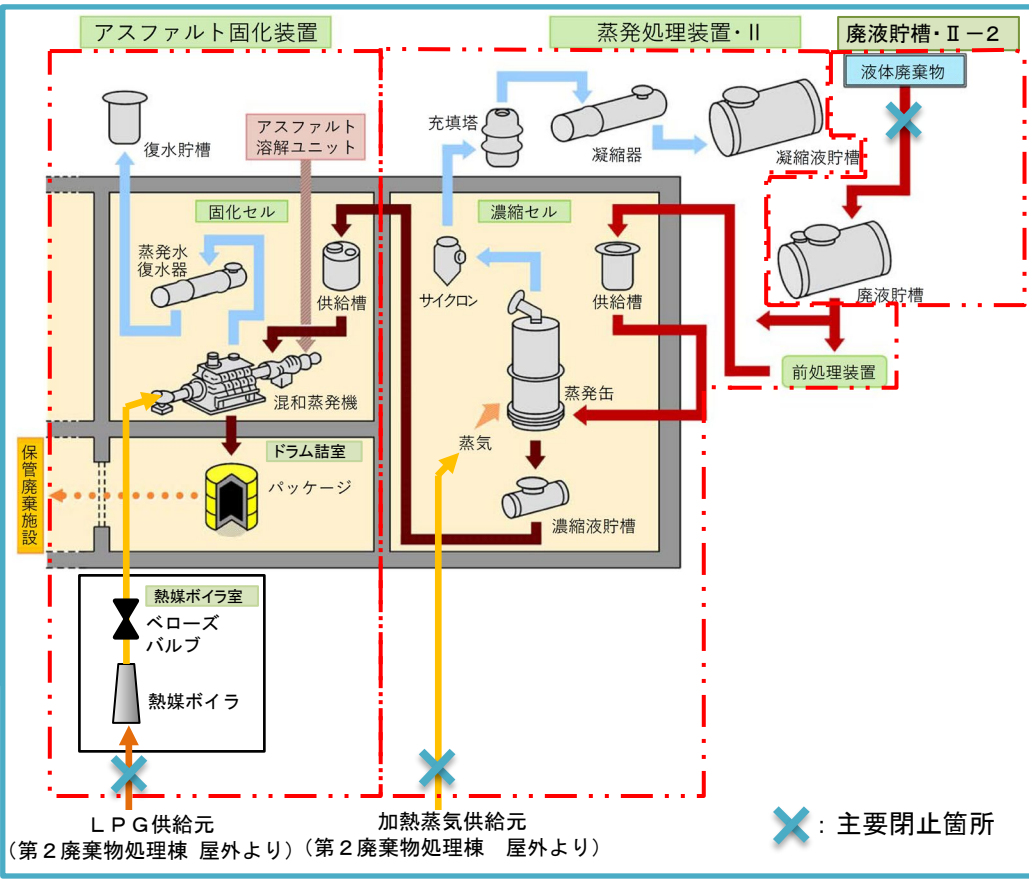 アスファルト固化装置
蒸発処理装置・Ⅱ
廃液貯槽・Ⅱ－２
液体廃棄物
復水貯槽
アスファルト
溶解ユニット
充填塔
凝縮器
凝縮液貯槽
固化セル
濃縮セル
蒸発水
復水器
供給槽
サイクロン
供給槽
廃液貯槽
前処理装置
混和蒸発機
蒸発缶
蒸気
ドラム詰室
パッケージ
保管廃棄施設
濃縮液貯槽
熱媒ボイラ室
ベローズ
バルブ
熱媒ボイラ
ＬＰＧ供給元
(第２廃棄物処理棟 屋外より)
加熱蒸気供給元
(第２廃棄物処理棟　屋外より)
：主要閉止箇所